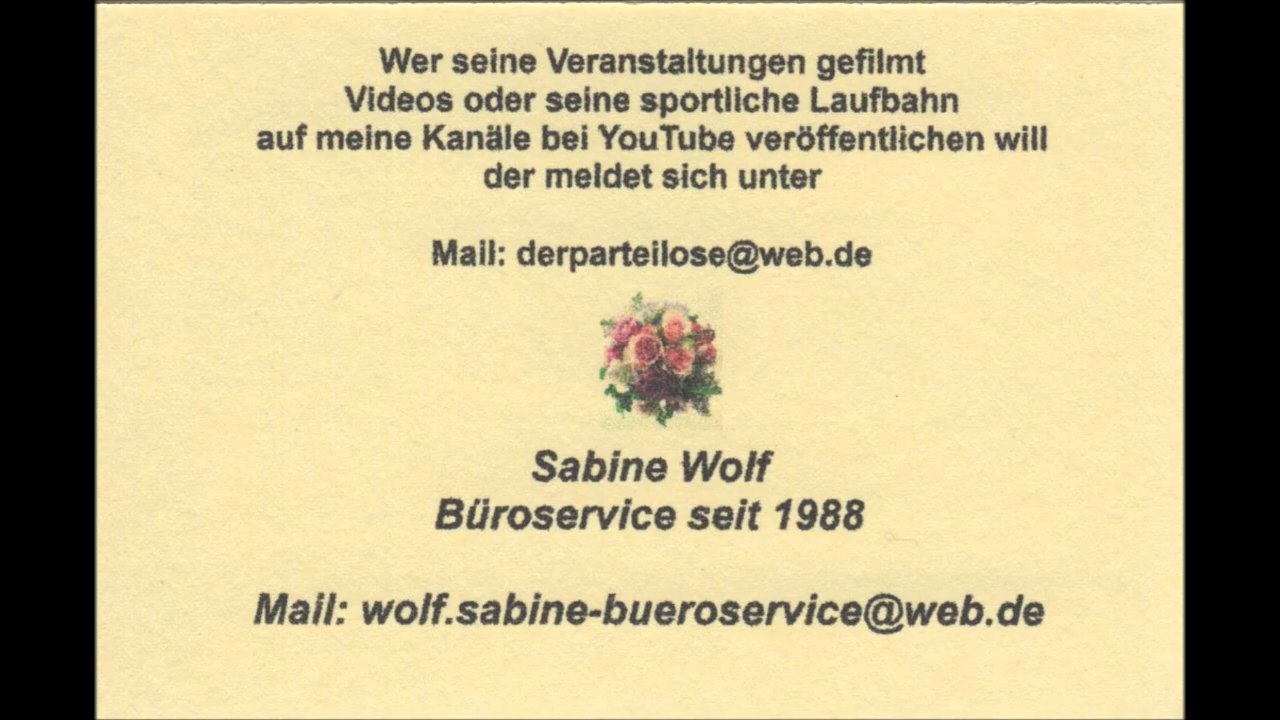 Wer seine Veranstaltungen gefilmt
Videos oder seine sportliche Laufbahn
auf meine Kanäle bei YouTube veröffentlichen will
der meldet sich unter
Mail: derparteilose@web.de
Sabine Wolf
Büroservice seit 1988
Mail: wolf.sabine-bueroservice@web.de